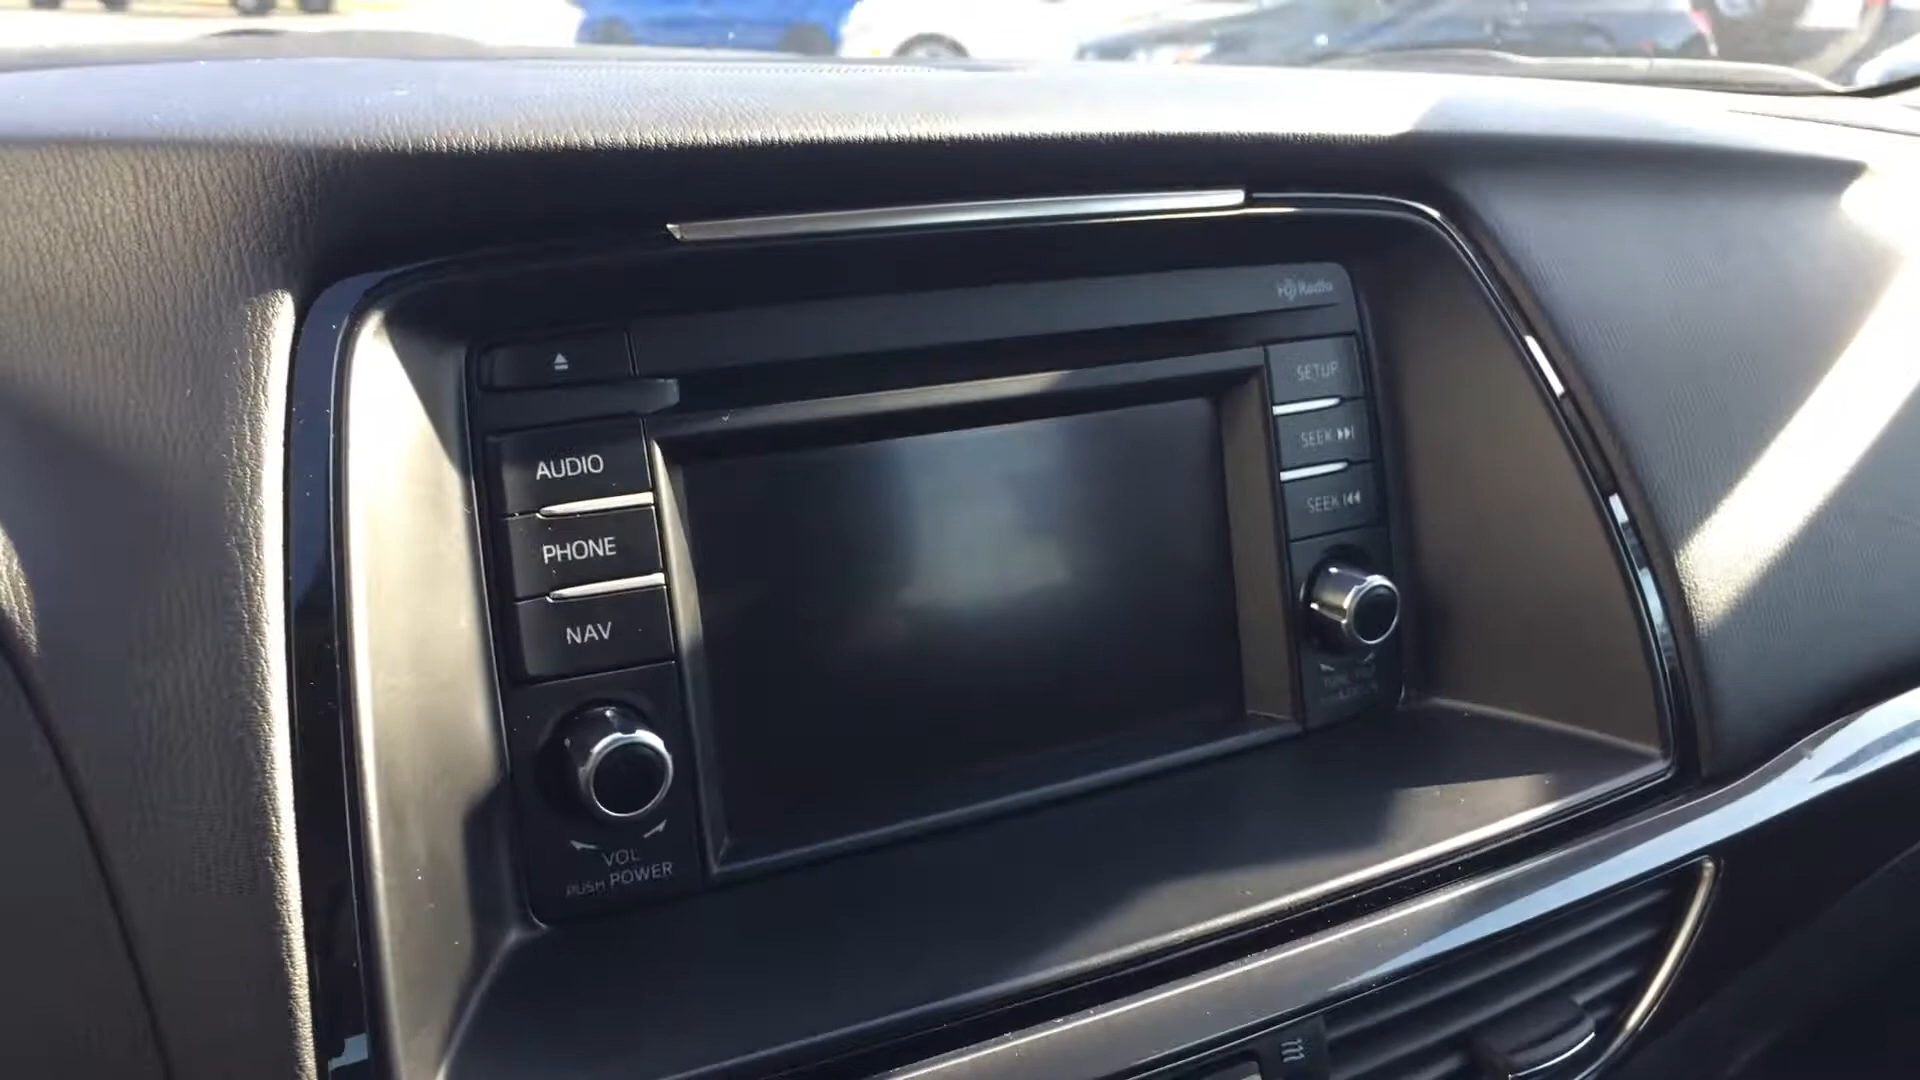 HD Radio
SETUP
AUDIO
SEEK
PHONE
SEEK
NAV
VOL
PUSH POWER